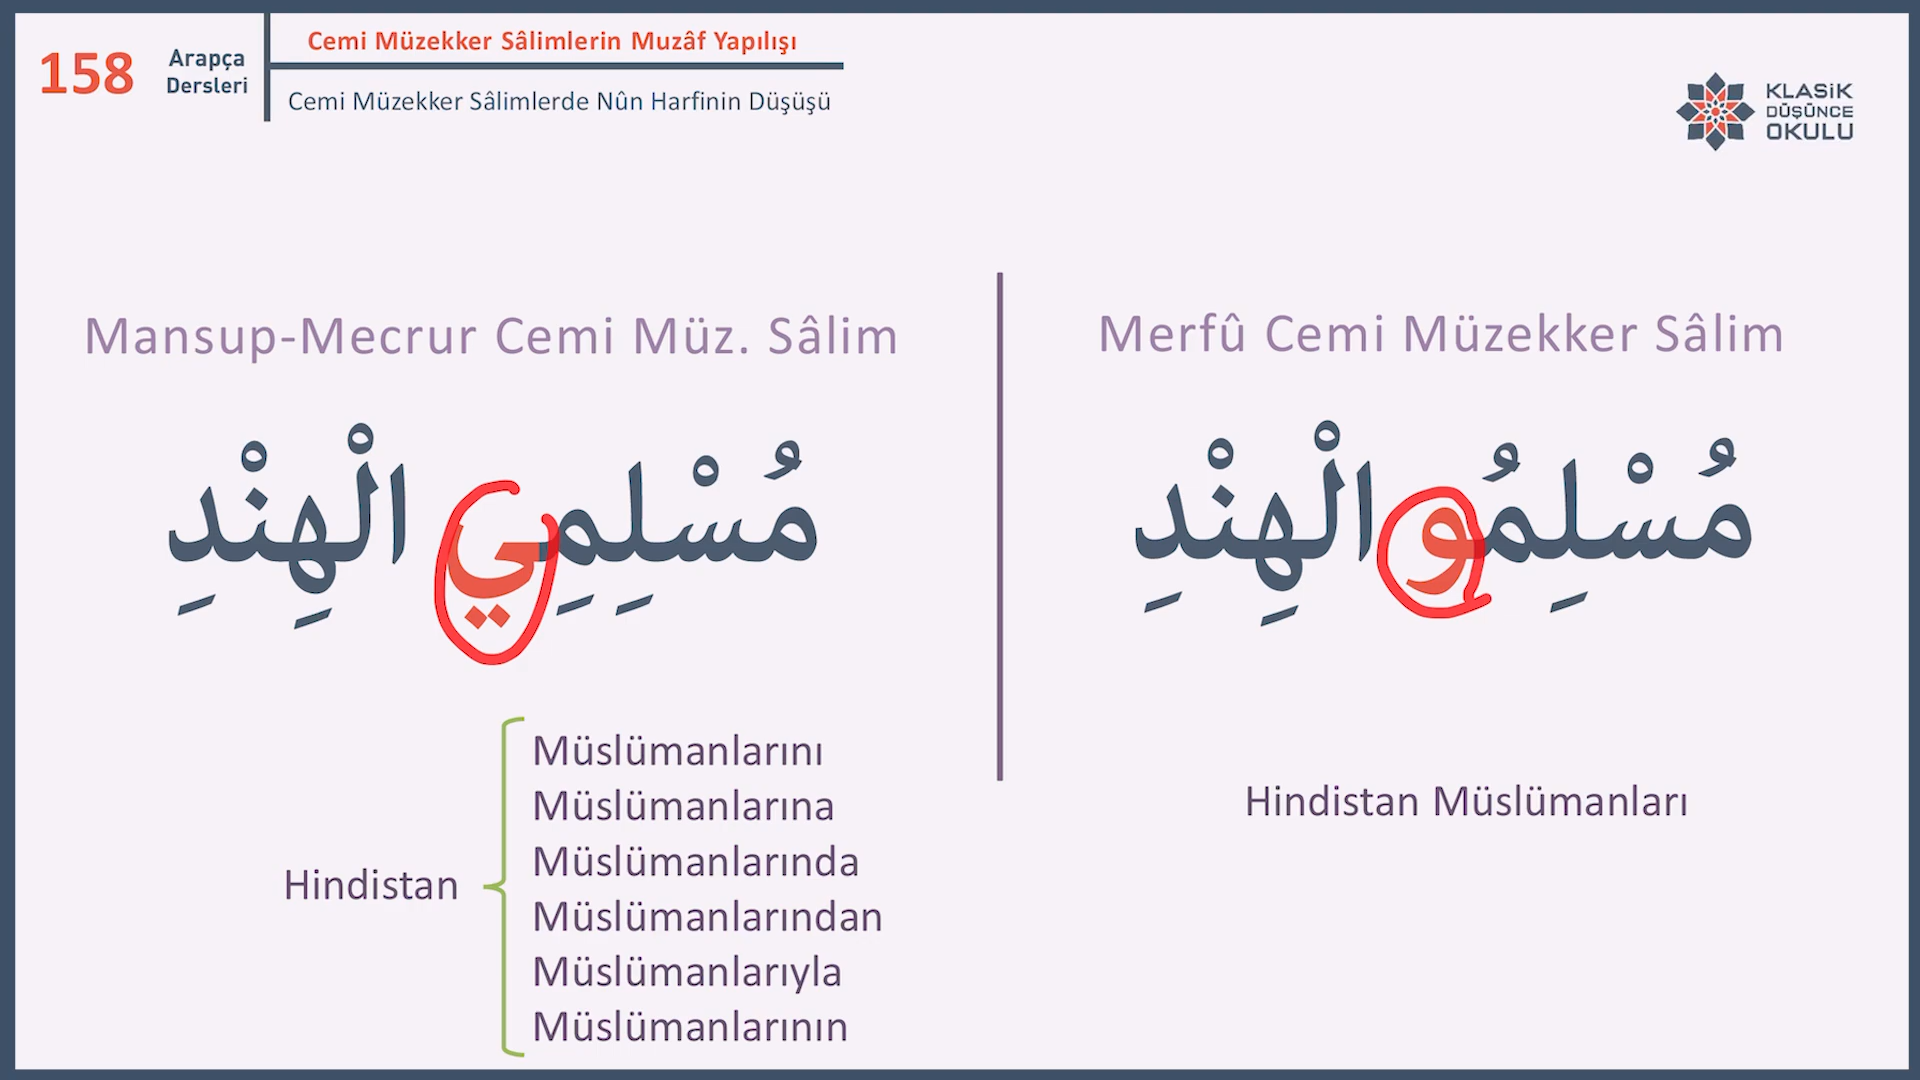 158
Arapça
Dersleri
Cemi Müzekker Sâlimlerin Muzâf Yapılışı
Cemi Müzekker Sâlimlerde Nûn Harfinin Düşüşü
KLASİK
DÜŞÜNCE
OKULU
Mansup-Mecrur Cemi Müz. Sâlim
مُسْلِمِي الْهِنْدِ
Hindistan
Müslümanlarını
Müslümanlarına
Müslümanlarında
Müslümanlarından
Müslümanlarıyla
Müslümanlarının
Merfû Cemi Müzekker Sâlim
مُسْلِمُو الْهِنْدِ
Hindistan Müslümanları